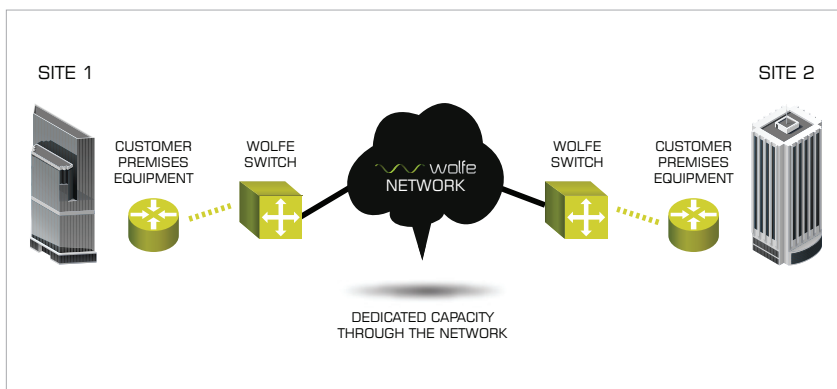 SITE 1
SITE 2
CUSTOMER
PREMISES
EQUIPMENT
WOLFE
SWITCH
wolfe
NETWORK
WOLFE
SWITCH
CUSTOMER
PREMISES
EQUIPMENT
DEDICATED CAPACITY
THROUGH THE NETWORK